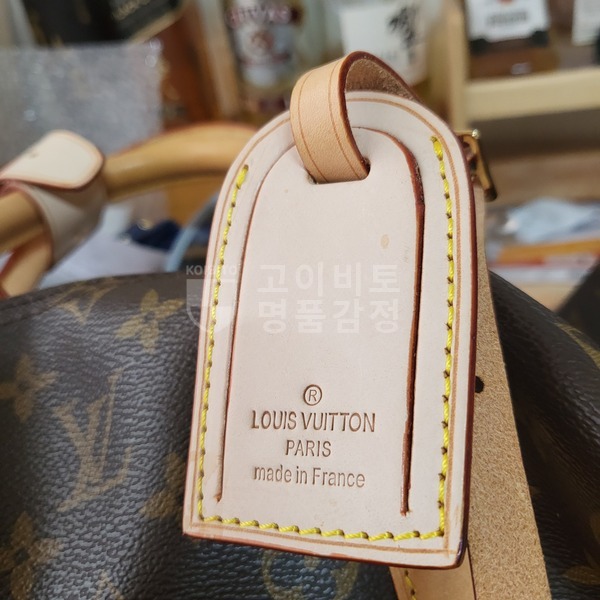 KOIBITO
고이비토
명품감정
®
LOUIS VUITTON
PARIS
made in France